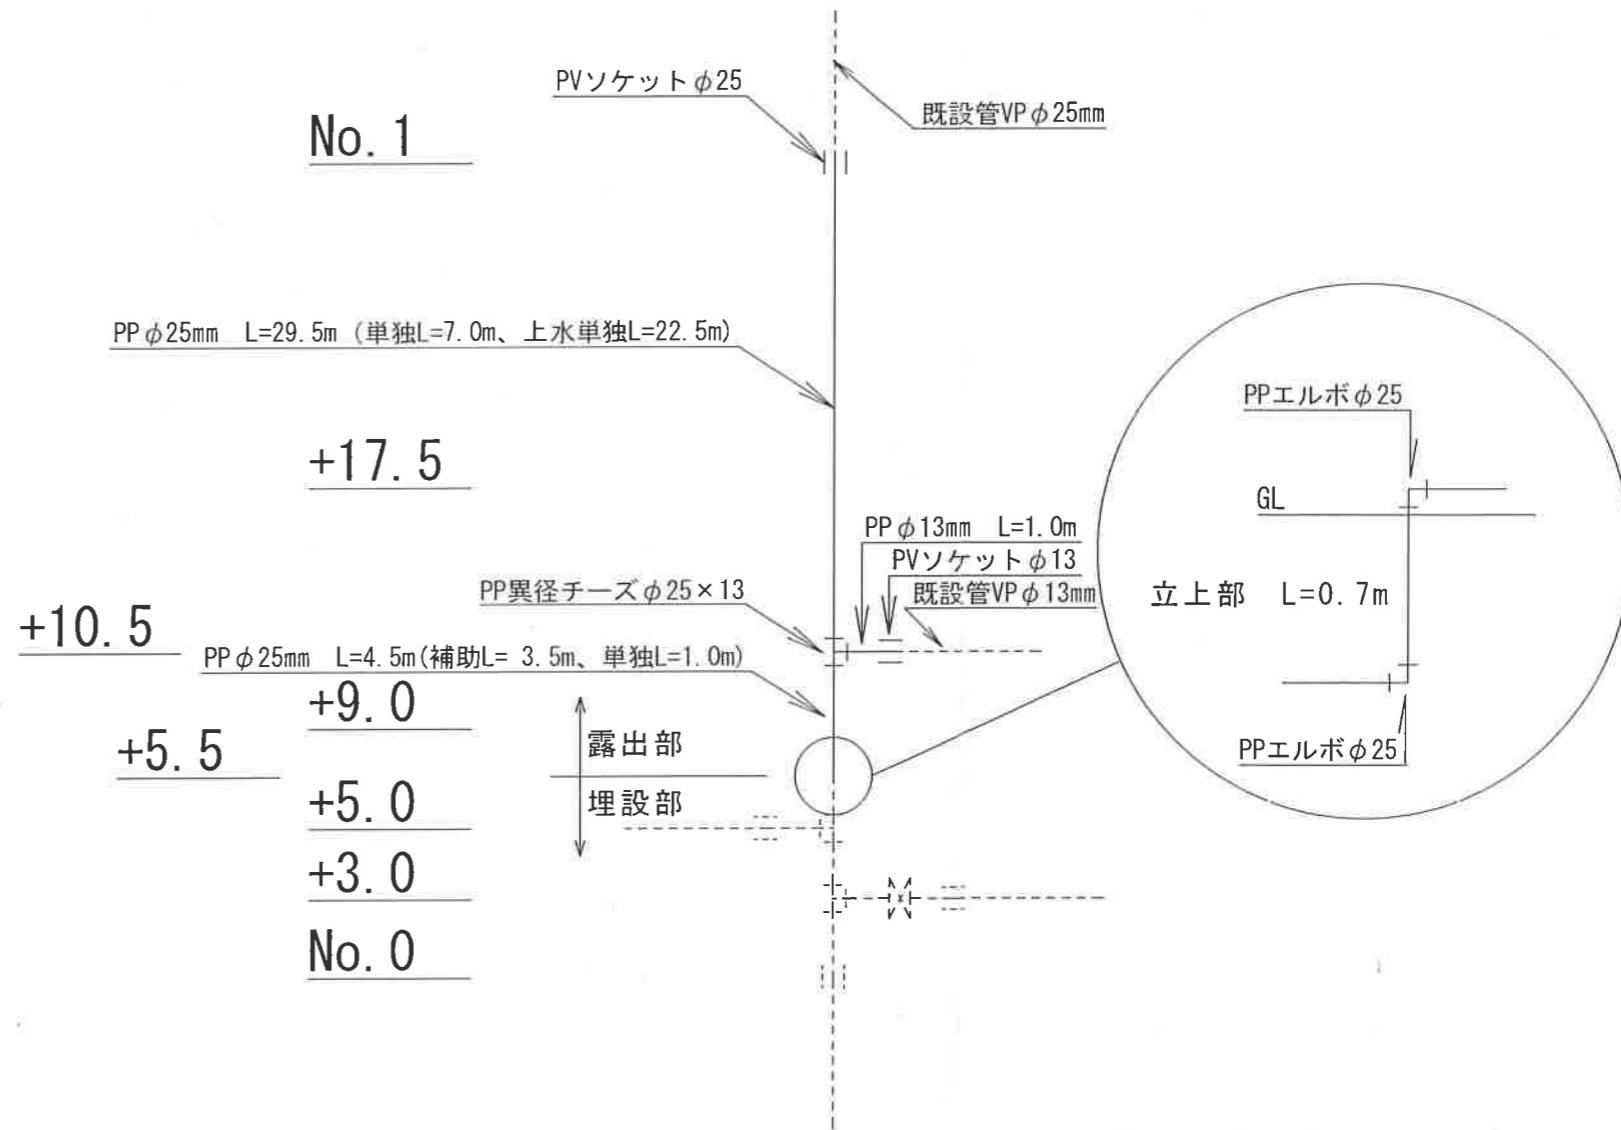 PVソケットφ25
既設管VPφ25mm
No.1
PPφ25mm L=29.5m (単独L=7.0m、上水単独L=22.5m)
+17.5
PPエルボφ25
GL
立上部 L=0.7m
PPエルボφ25
PPφ13mm L=1.0m
PVソケットφ13
既設管VPφ13mm
PP異径チーズφ25×13
+10.5
PPφ25mm L=4.5m(補助L= 3.5m、単独L=1.0m)
+9.0
+5.5
露出部
埋設部
+5.0
+3.0
No.0